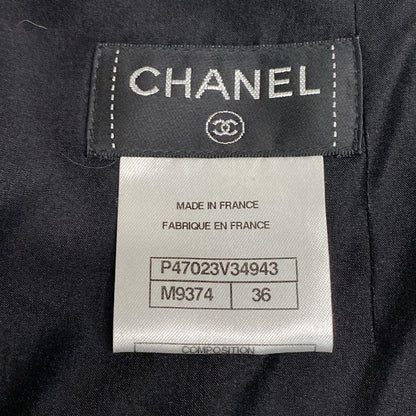 CHANEL
MADE IN FRANCE
FABRIQUE EN FRANCE
P47023V34943
M9374 36
COMPOSITION